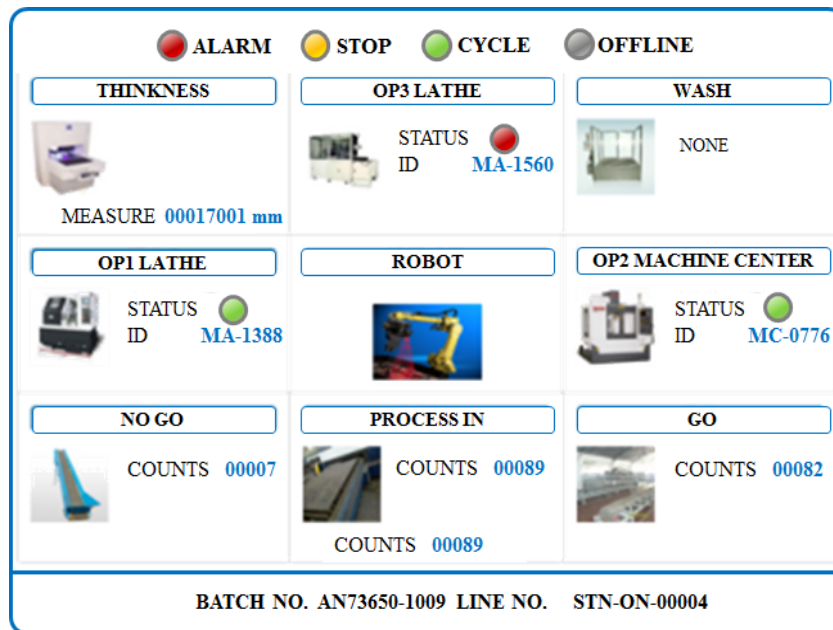 ALARM STOP CYCLE OFFLINE
THINKNESS
MEASURE 00017001 mm
OP3 LATHE
STATUS
ID MA-1560
WASH
NONE
OP1 LATHE
STATUS
ID MA-1388
ROBOT
OP2 MACHINE CENTER
STATUS
ID MC-0776
NO GO
COUNTS 00007
PROCESS IN
COUNTS 00089
COUNTS 00089
GO
COUNTS 00082
BATCH NO. AN73650-1009 LINE NO. STN-ON-00004